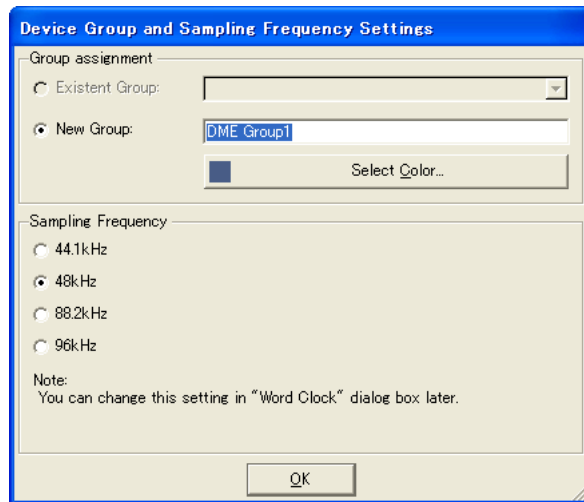 Device Group and Sampling Frequency Settings
Group assignment
Existent Group:
New Group:
DME Group1
Select Color...
Sampling Frequency
44.1kHz
48kHz
88.2kHz
96kHz
Note:
You can change this setting in "Word Clock" dialog box later.
OK